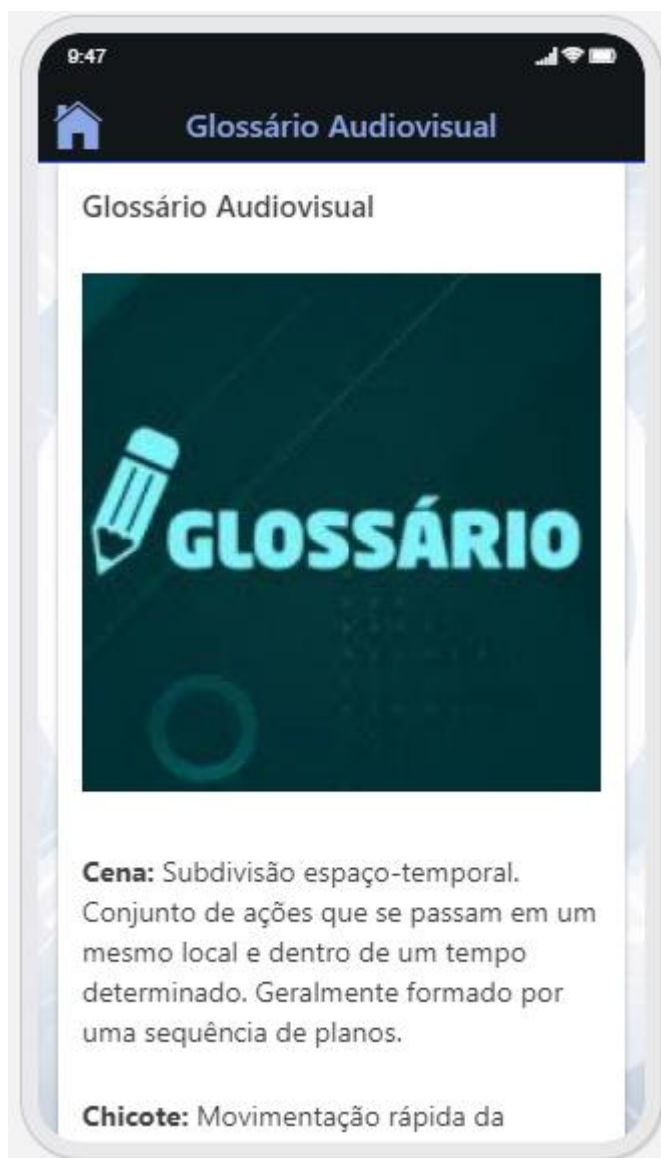 9:47
Glossário Audiovisual
Glossário Audiovisual
GLOSSÁRIO
Cena: Subdivisão espaço-temporal.
Conjunto de ações que se passam em um
mesmo local e dentro de um tempo
determinado. Geralmente formado por
uma sequência de planos.
Chicote: Movimentação rápida da